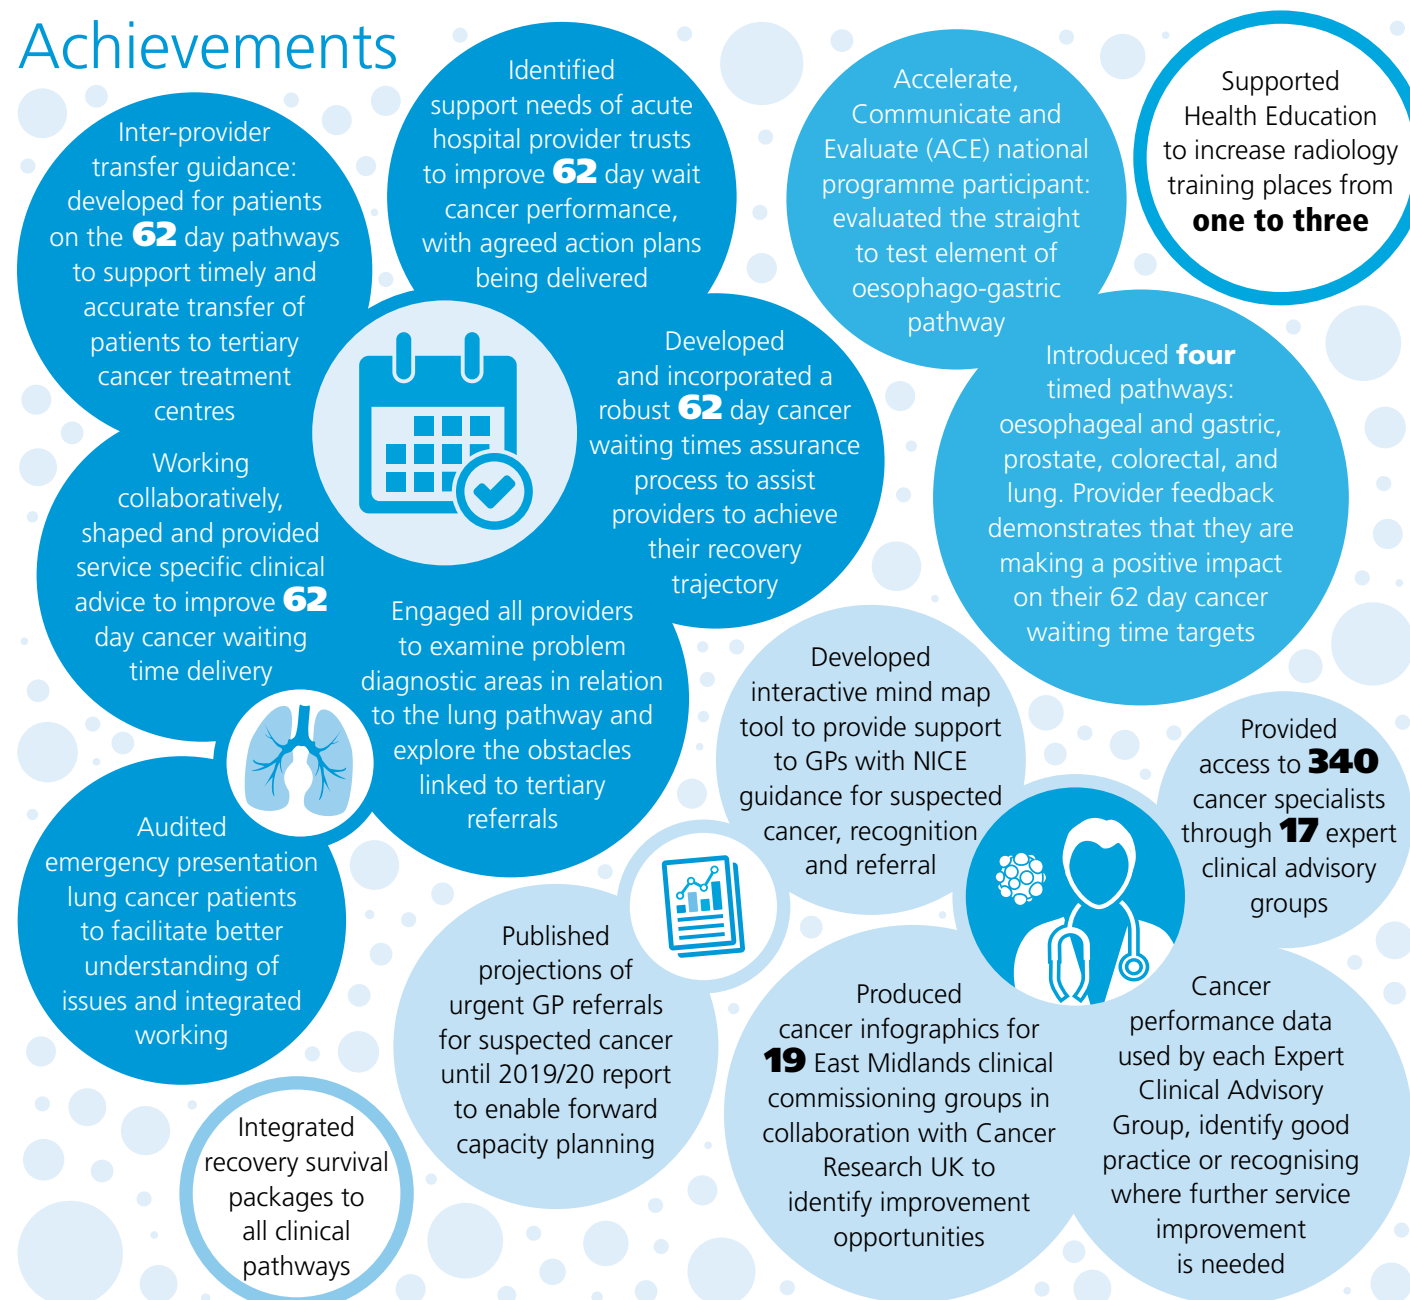 Achievements
Inter-provider
transfer guidance:
developed for patients
on the 62 day pathways
to support timely and
accurate transfer of
patients to tertiary
cancer treatment
centres
Identified
support needs of acute
hospital provider trusts
to improve 62 day wait
cancer performance,
with agreed action plans
being delivered
Accelerate,
Communicate and
Evaluate (ACE) national
programme participant:
evaluated the straight
to test element of
oesophago-gastric
pathway
Supported
Health Education
to increase radiology
training places from
one to three
Developed
and incorporated a
robust 62 day cancer
waiting times assurance
process to assist
providers to achieve
their recovery
trajectory
Introduced four
timed pathways:
oesophageal and gastric,
prostate, colorectal, and
lung. Provider feedback
demonstrates that they are
making a positive impact
on their 62 day cancer
waiting time targets
Working
collaboratively,
shaped and provided
service specific clinical
advice to improve 62
day cancer waiting
time delivery
Engaged all providers
to examine problem
diagnostic areas in relation
to the lung pathway and
explore the obstacles
linked to tertiary
referrals
Developed
interactive mind map
tool to provide support
to GPs with NICE
guidance for suspected
cancer, recognition
and referral
Provided
access to 340
cancer specialists
through 17 expert
clinical advisory
groups
Audited
emergency presentation
lung cancer patients
to facilitate better
understanding of
issues and integrated
working
Published
projections of
urgent GP referrals
for suspected cancer
until 2019/20 report
to enable forward
capacity planning
Produced
cancer infographics for
19 East Midlands clinical
commissioning groups in
collaboration with Cancer
Research UK to
identify improvement
opportunities
Cancer
performance data
used by each Expert
Clinical Advisory
Group, identify good
practice or recognising
where further service
improvement
is needed
Integrated
recovery survival
packages to
all clinical
pathways